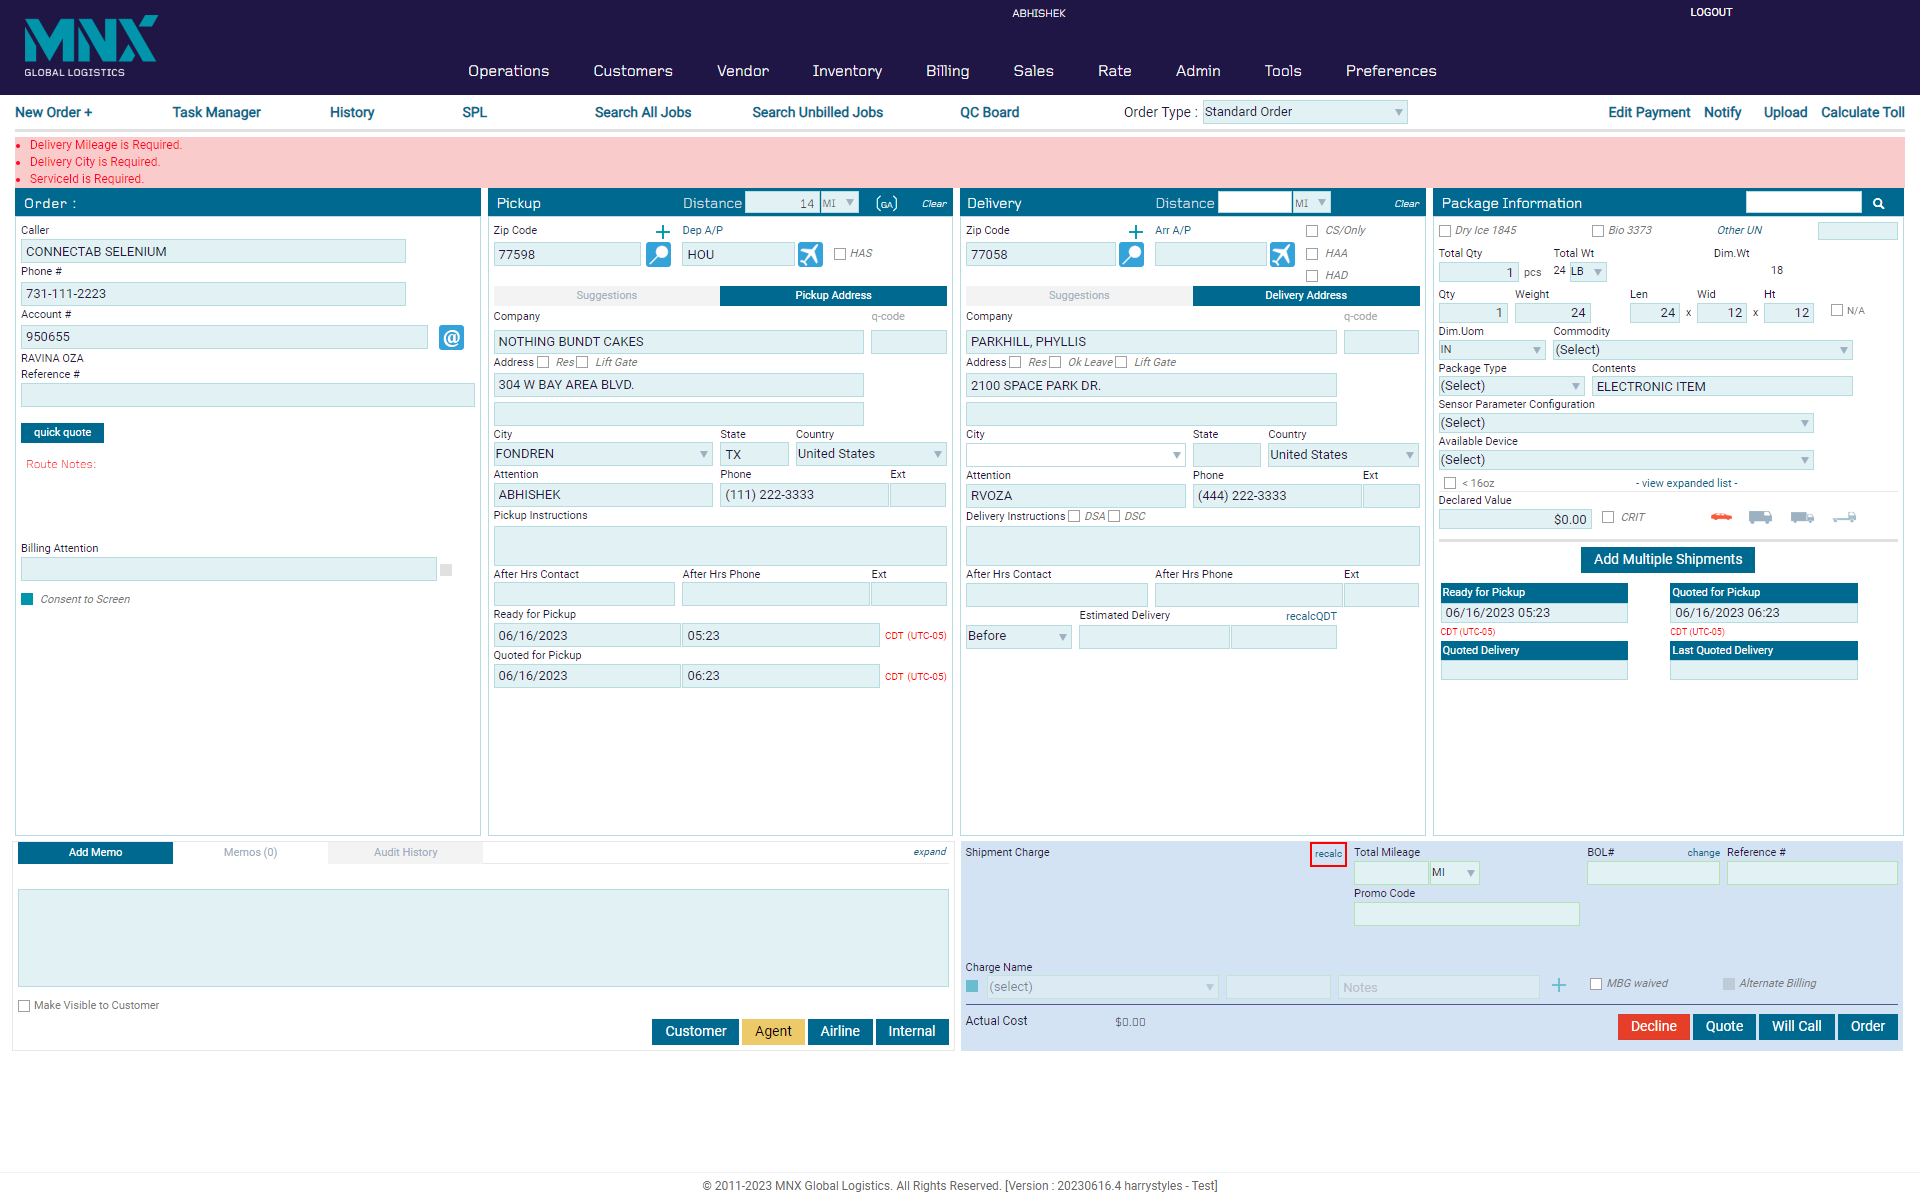 MNX
GLOBAL LOGISTICS
ABHISHEK
LOGOUT
Operations Customers Vendor Inventory Billing Sales Rate Admin Tools Preferences
New Order + Task Manager History SPL Search All Jobs Search Unbilled Jobs QC Board Order Type : Standard Order Edit Payment Notify Upload Calculate Toll
Delivery Mileage is Required.
Delivery City is Required.
ServiceId is Required.
Order :
Caller
CONNECTAB SELENIUM
Phone #
731-111-2223
Account #
950655
@
RAVINA OZA
Reference #
quick quote
Route Notes:
Billing Attention
Consent to Screen
Pickup Distance 14 MI (GA) Clear
Zip Code + Dep A/P
77598 HOU HAS
Suggestions Pickup Address
Company q-code
NOTHING BUNDT CAKES
Address Res Lift Gate
304 W BAY AREA BLVD.
City State Country
FONDREN TX United States
Attention Phone Ext
ABHISHEK (111) 222-3333
Pickup Instructions
After Hrs Contact After Hrs Phone Ext
Ready for Pickup
06/16/2023 05:23 CDT (UTC-05)
Quoted for Pickup
06/16/2023 06:23 CDT (UTC-05)
Delivery Distance MI Clear
Zip Code + Arr A/P CS/Only
77058 HAA
HAD
Suggestions Delivery Address
Company q-code
PARKHILL, PHYLLIS
Address Res Ok Leave Lift Gate
2100 SPACE PARK DR.
City State Country
United States
Attention Phone Ext
RVOZA (444) 222-3333
Delivery Instructions DSA DSC
After Hrs Contact After Hrs Phone Ext
Estimated Delivery recalcQDT
Before
Package Information
Dry Ice 1845 Bio 3373 Other UN
Total Qty Total Wt Dim.Wt
1 pcs 24 LB 18
Qty Weight Len Wid Ht
1 24 24 x 12 x 12 N/A
Dim.Uom Commodity
IN (Select)
Package Type Contents
(Select) ELECTRONIC ITEM
Sensor Parameter Configuration
(Select)
Available Device
(Select)
< 16oz - view expanded list -
Declared Value
$0.00 CRIT
Add Multiple Shipments
Ready for Pickup Quoted for Pickup
06/16/2023 05:23 06/16/2023 06:23
CDT (UTC-05) CDT (UTC-05)
Quoted Delivery Last Quoted Delivery
Add Memo Memos (0) Audit History expand
Make Visible to Customer
Customer Agent Airline Internal
Shipment Charge recalc Total Mileage BOL# change Reference #
MI
Promo Code
Charge Name
(select) Notes + MBG waived Alternate Billing
Actual Cost $0.00
Decline Quote Will Call Order
© 2011-2023 MNX Global Logistics. All Rights Reserved. [Version : 20230616.4 harrystyles - Test]